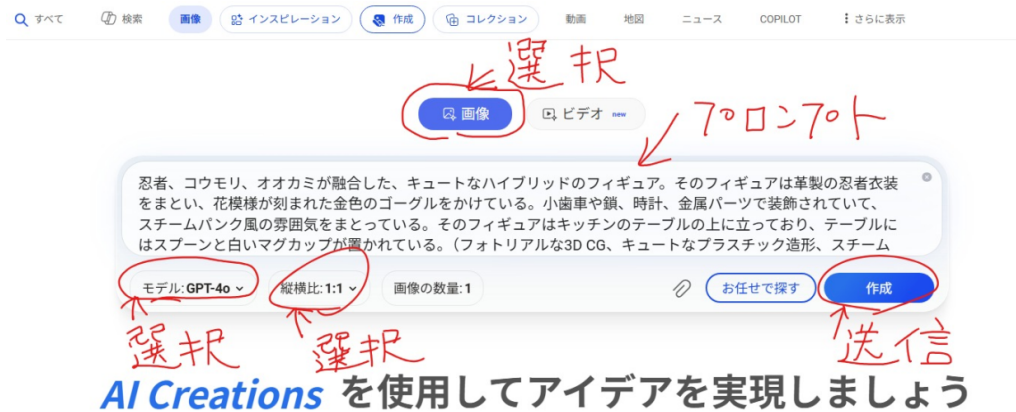 すべて 検索 画像 インスピレーション 作成 コレクション 動画 地図 ニュース COPILOT さらに表示
選択
画像 ビデオ new
プロンプト
忍者、コウモリ、オオカミが融合した、キュートなハイブリッドのフィギュア。そのフィギュアは革製の忍者衣装
をまとい、花模様が刻まれた金色のゴーグルをかけている。小歯車や鎖、時計、金属パーツで装飾されていて、
スチームパンク風の雰囲気をまとっている。そのフィギュアはキッチンのテーブルの上に立っており、テーブルに
はスプーンと白いマグカップが置かれている。（フォトリアルな3D CG、キュートなプラスチック造形、スチーム
モデル:GPT-4o 縦横比:1:1 画像の数量:1 お任せで探す 作成
選択 選択 送信
AI Creations を使用してアイデアを実現しましょう